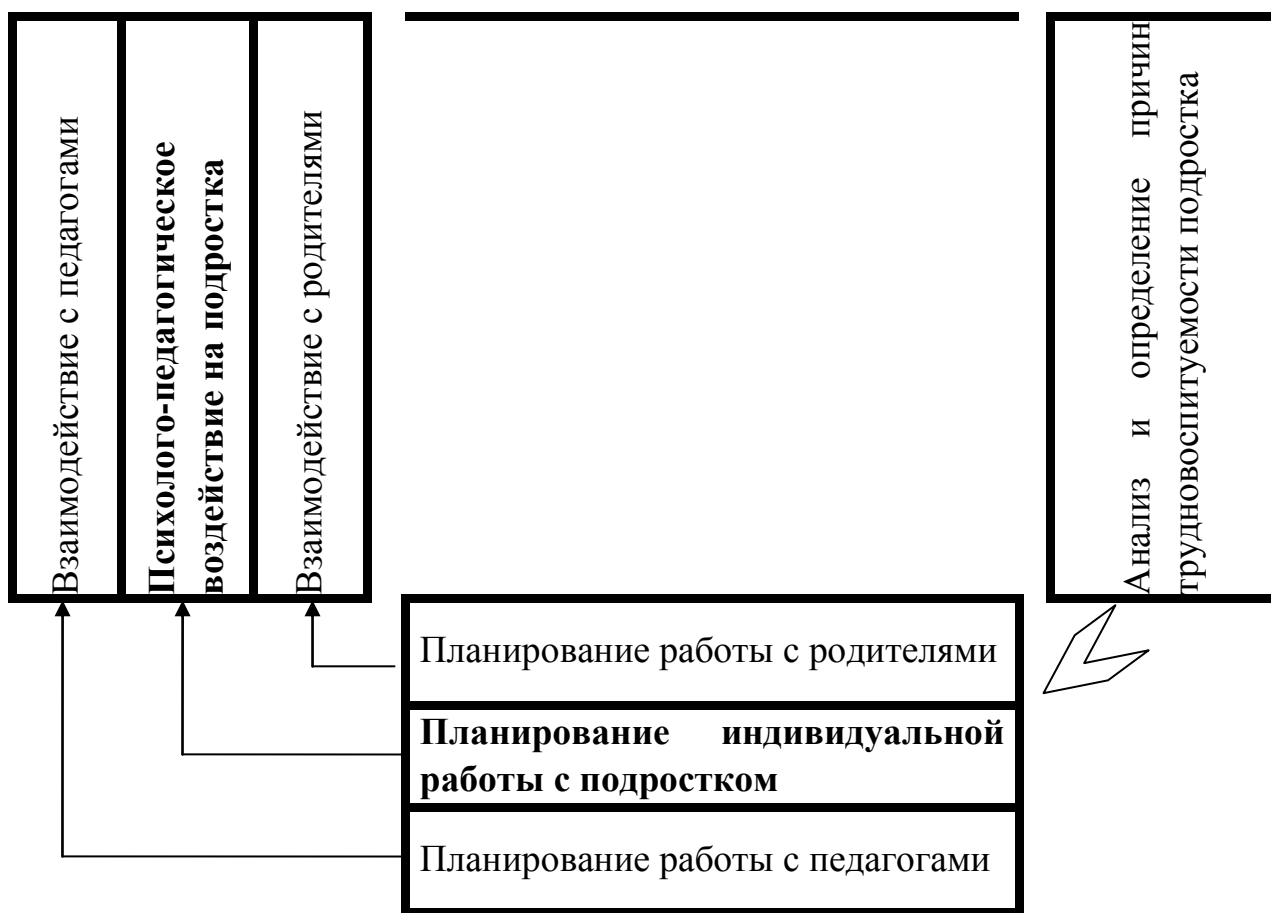 Взаимодействие с педагогами
Психолого-педагогическое
воздействие на подростка
Взаимодействие с родителями
Анализ и определение причин
трудновоспитуемости подростка
Планирование работы с родителями
Планирование индивидуальной
работы с подростком
Планирование работы с педагогами